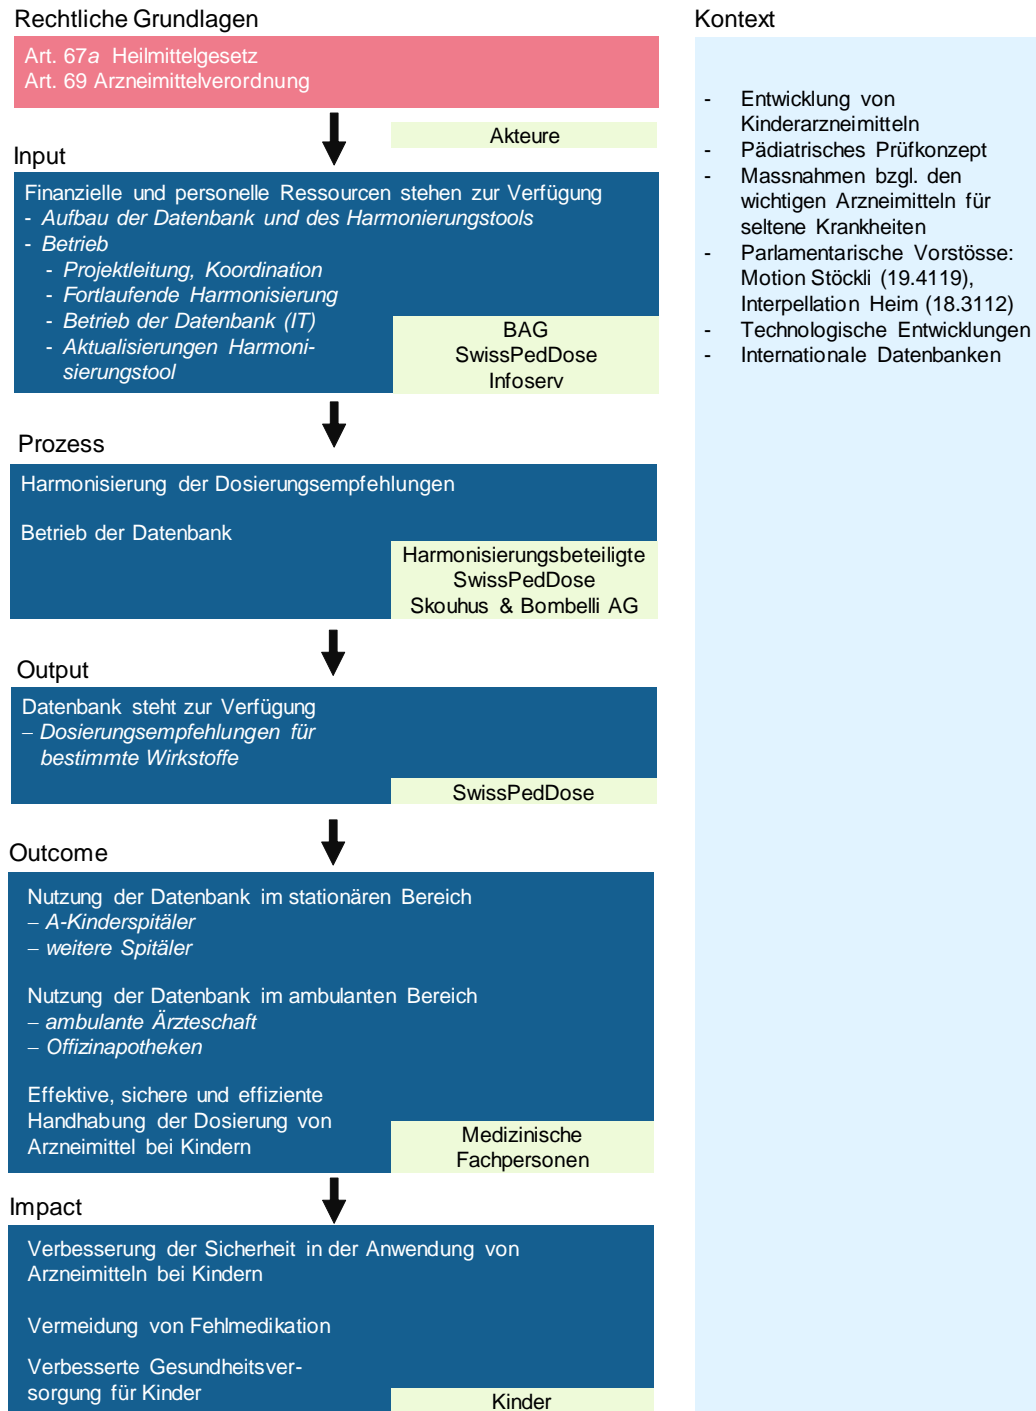 Rechtliche Grundlagen
Art. 67a Heilmittelgesetz
Art. 69 Arzneimittelverordnung
Akteure
Input
Finanzielle und personelle Ressourcen stehen zur Verfügung
- Aufbau der Datenbank und des Harmonierungstools
- Betrieb
- Projektleitung, Koordination
- Fortlaufende Harmonisierung
- Betrieb der Datenbank (IT)
- Aktualisierungen Harmoni-
sierungstool
BAG
SwissPedDose
Infoserv
Prozess
Harmonisierung der Dosierungsempfehlungen
Betrieb der Datenbank
Harmonisierungsbeteiligte
SwissPedDose
Skouhus & Bombelli AG
Output
Datenbank steht zur Verfügung
– Dosierungsempfehlungen für
bestimmte Wirkstoffe
SwissPedDose
Outcome
Nutzung der Datenbank im stationären Bereich
– A-Kinderspitäler
– weitere Spitäler
Nutzung der Datenbank im ambulanten Bereich
– ambulante Ärzteschaft
– Offizinapotheken
Effektive, sichere und effiziente
Handhabung der Dosierung von
Arzneimittel bei Kindern
Medizinische
Fachpersonen
Impact
Verbesserung der Sicherheit in der Anwendung von
Arzneimitteln bei Kindern
Vermeidung von Fehlmedikation
Verbesserte Gesundheitsver-
sorgung für Kinder
Kinder
Kontext
- Entwicklung von
Kinderarzneimitteln
- Pädiatrisches Prüfkonzept
- Massnahmen bzgl. den
wichtigen Arzneimitteln für
seltene Krankheiten
- Parlamentarische Vorstösse:
Motion Stöckli (19.4119),
Interpellation Heim (18.3112)
- Technologische Entwicklungen
- Internationale Datenbanken